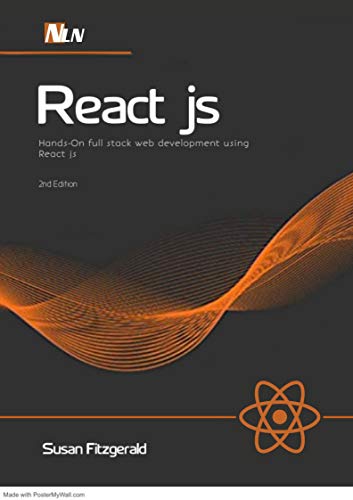 NLN
React js
Hands-On full stack web development using
React js
2nd Edition
Susan Fitzgerald
Made with PosterMyWall.com